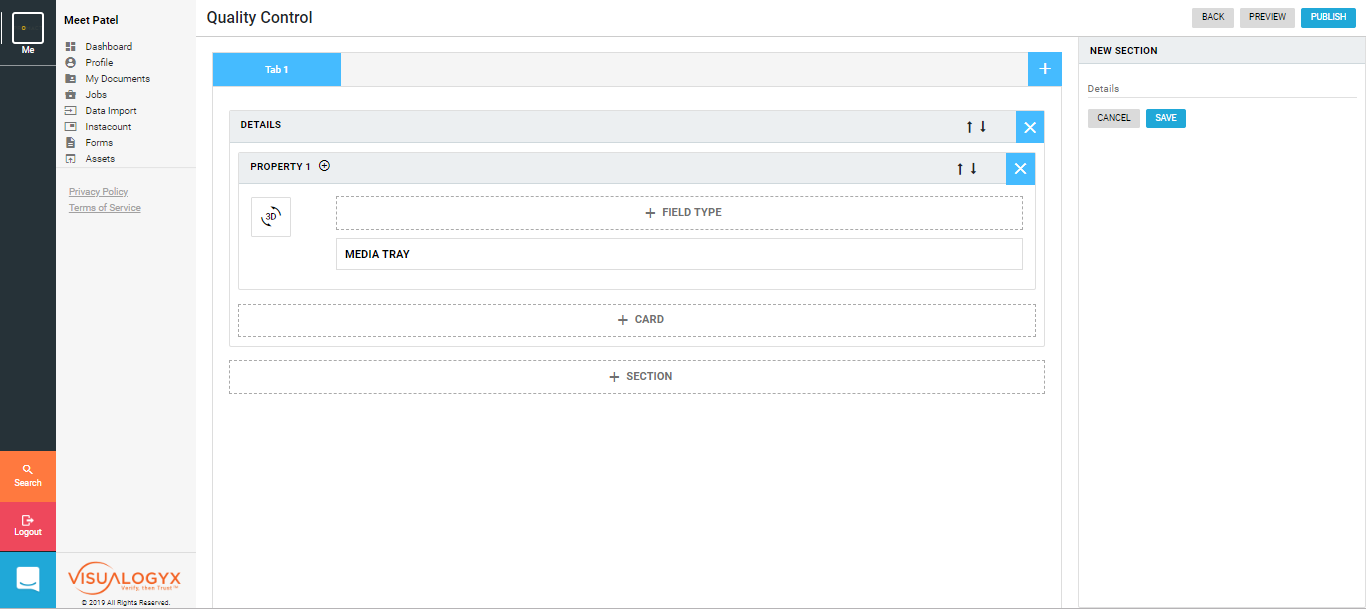 Me
Search
Logout
Meet Patel
Dashboard
Profile
My Documents
Jobs
Data Import
Instacount
Forms
Assets
Privacy Policy
Terms of Service
VISUALOGYX
Verify, then Trust™
© 2019 All Rights Reserved.
Quality Control
BACK
PREVIEW
PUBLISH
Tab 1
+
DETAILS
PROPERTY 1
3D
+ FIELD TYPE
MEDIA TRAY
+ CARD
+ SECTION
NEW SECTION
Details
CANCEL
SAVE